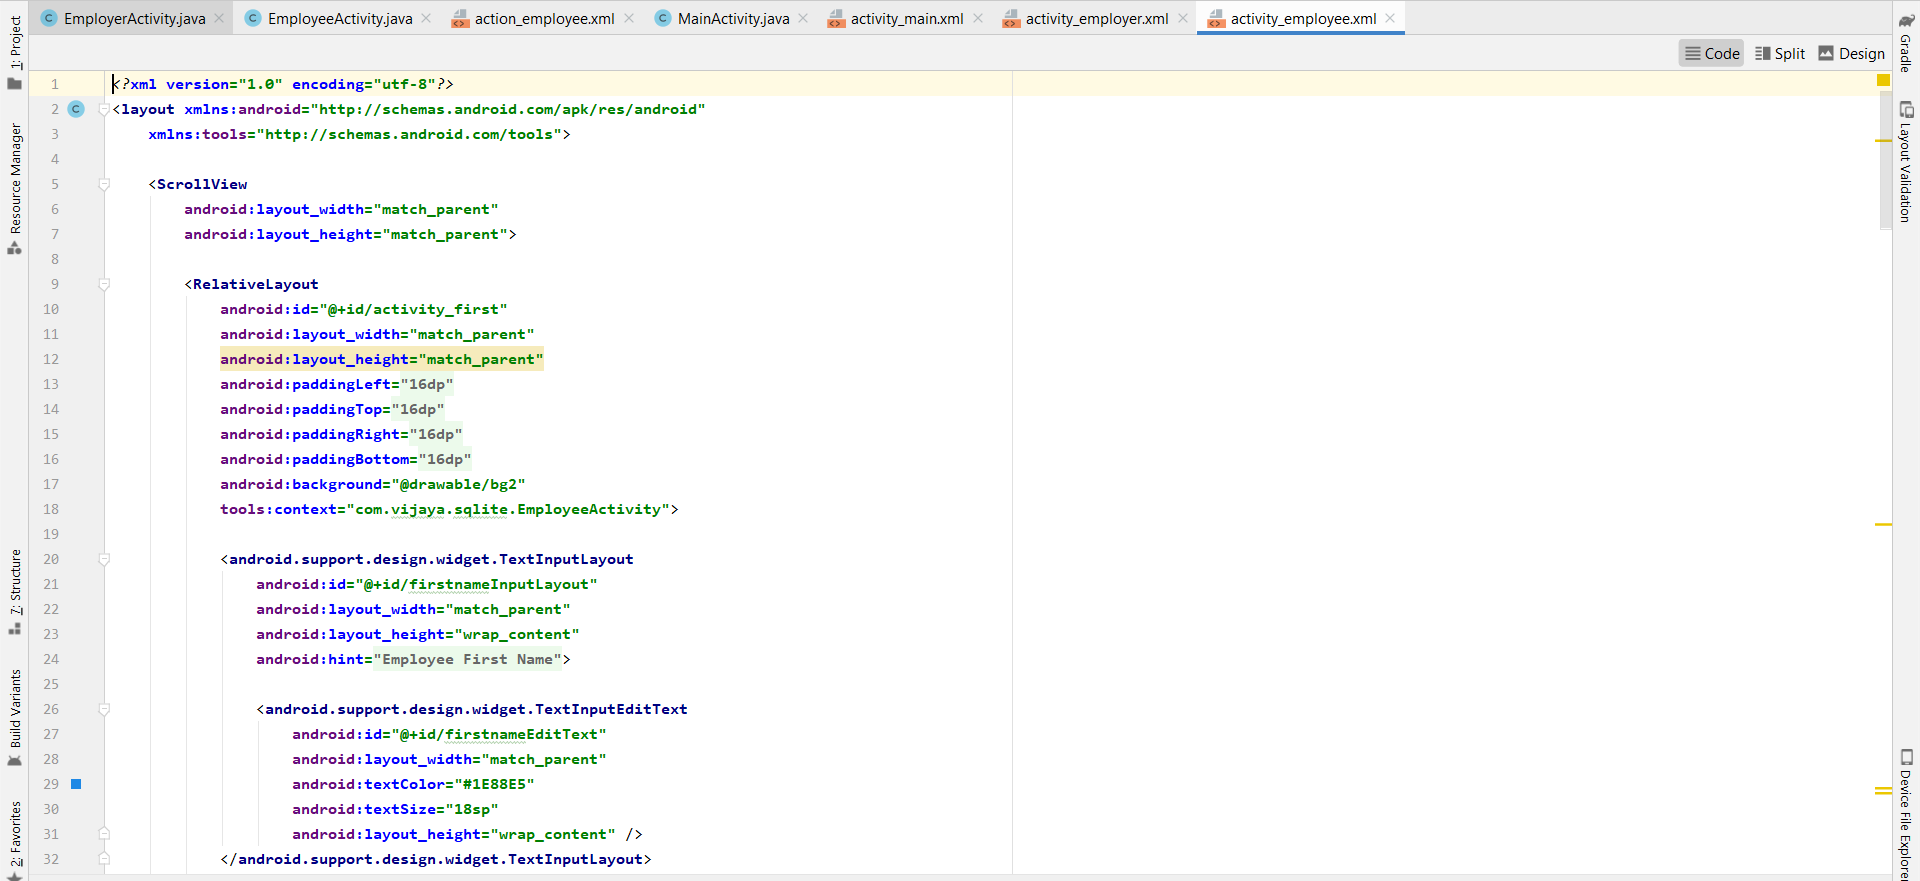 EmployerActivity.java EmployeeActivity.java action_employee.xml MainActivity.java activity_main.xml activity_employer.xml activity_employee.xml
Code Split Design
1: Project
Resource Manager
7: Structure
Build Variants
2: Favorites
1 <?xml version="1.0" encoding="utf-8"?>
2 <layout xmlns:android="http://schemas.android.com/apk/res/android"
3 xmlns:tools="http://schemas.android.com/tools">
4
5 <ScrollView
6 android:layout_width="match_parent"
7 android:layout_height="match_parent">
8
9 <RelativeLayout
10 android:id="@+id/activity_first"
11 android:layout_width="match_parent"
12 android:layout_height="match_parent"
13 android:paddingLeft="16dp"
14 android:paddingTop="16dp"
15 android:paddingRight="16dp"
16 android:paddingBottom="16dp"
17 android:background="@drawable/bg2"
18 tools:context="com.vijaya.sqlite.EmployeeActivity">
19
20 <android.support.design.widget.TextInputLayout
21 android:id="@+id/firstnameInputLayout"
22 android:layout_width="match_parent"
23 android:layout_height="wrap_content"
24 android:hint="Employee First Name">
25
26 <android.support.design.widget.TextInputEditText
27 android:id="@+id/firstnameEditText"
28 android:layout_width="match_parent"
29 android:textColor="#1E88E5"
30 android:textSize="18sp"
31 android:layout_height="wrap_content" />
32 </android.support.design.widget.TextInputLayout>
Gradle
Layout Validation
Device File Explorer